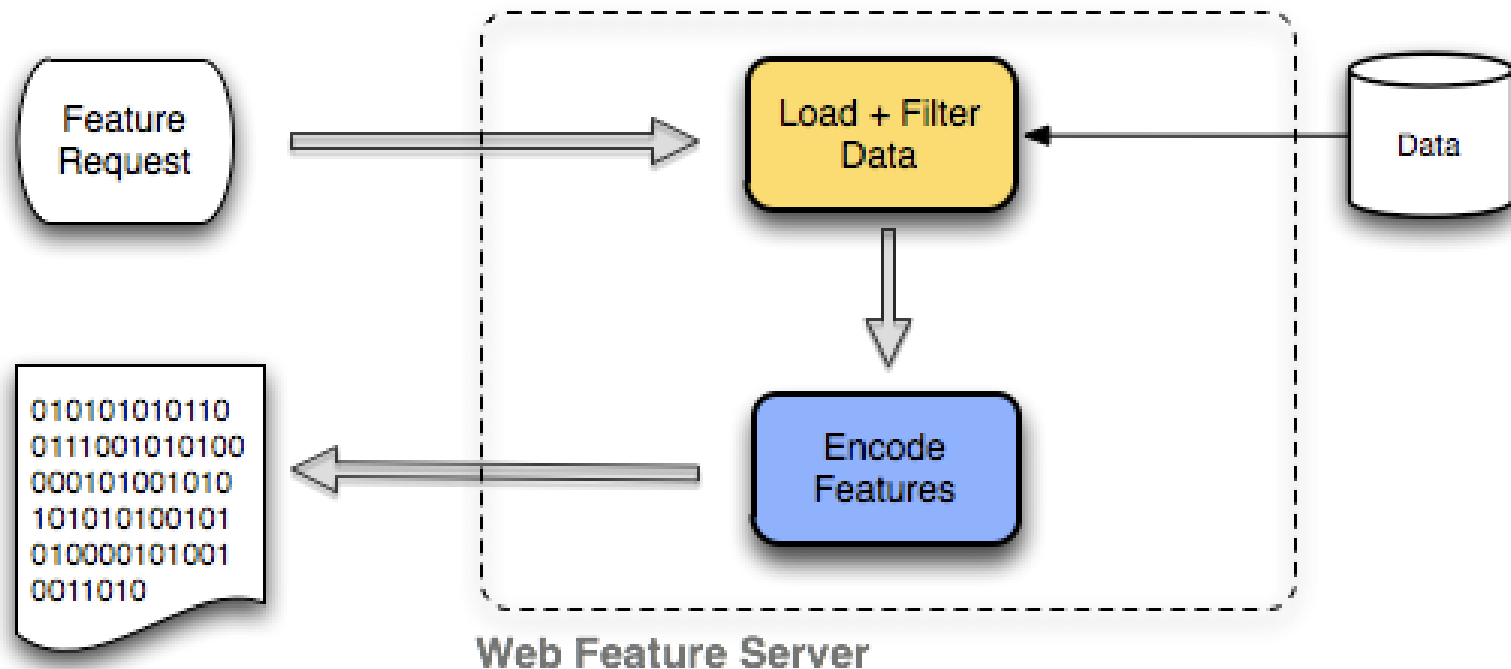 Feature
Request
Load + Filter
Data
Data
010101010110
0111001010100
000101001010
101010100101
010000101001
0011010
Encode
Features
Web Feature Server